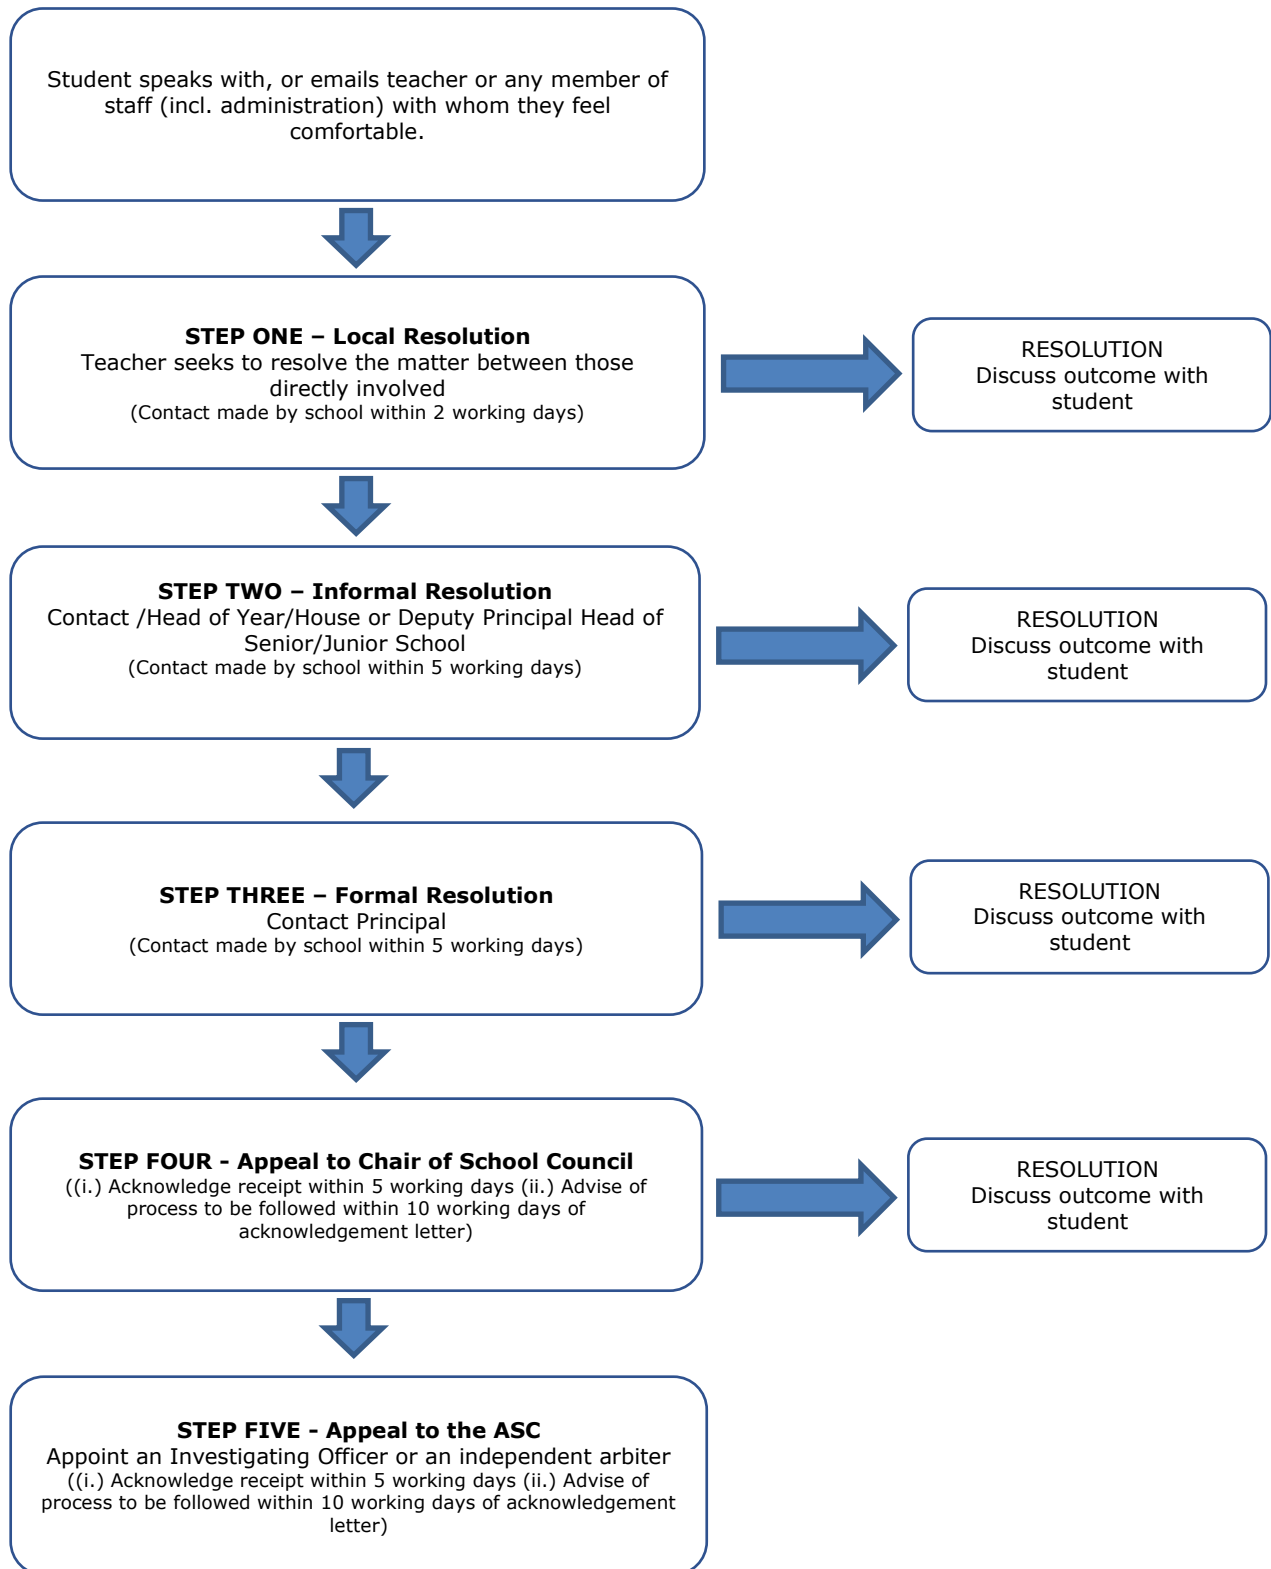 Student speaks with, or emails teacher or any member of
staff (incl. administration) with whom they feel
comfortable.
STEP ONE – Local Resolution
Teacher seeks to resolve the matter between those
directly involved
(Contact made by school within 2 working days)
RESOLUTION
Discuss outcome with
student
STEP TWO – Informal Resolution
Contact /Head of Year/House or Deputy Principal Head of
Senior/Junior School
(Contact made by school within 5 working days)
RESOLUTION
Discuss outcome with
student
STEP THREE – Formal Resolution
Contact Principal
(Contact made by school within 5 working days)
RESOLUTION
Discuss outcome with
student
STEP FOUR - Appeal to Chair of School Council
((i.) Acknowledge receipt within 5 working days (ii.) Advise of
process to be followed within 10 working days of
acknowledgement letter)
RESOLUTION
Discuss outcome with
student
STEP FIVE - Appeal to the ASC
Appoint an Investigating Officer or an independent arbiter
((i.) Acknowledge receipt within 5 working days (ii.) Advise of
process to be followed within 10 working days of acknowledgement
letter)